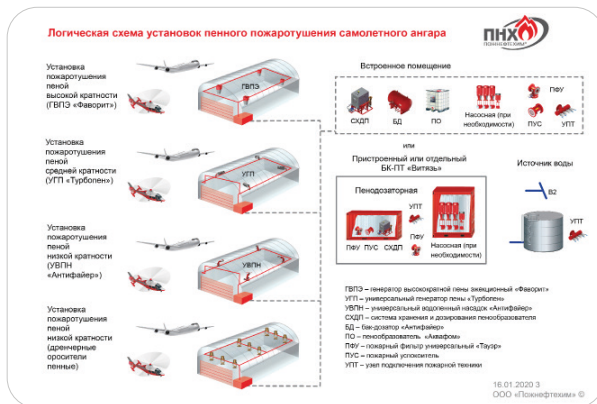 Логическая схема установок пенного пожаротушения самолетного ангара
ПНХ
ПОЖНЕФТЕХИМ®
Установка
пожаротушения
пеной
высокой кратности
(ГВПЭ «Фаворит»)
ГВПЭ
Установка
пожаротушения
пеной
средней кратности
(УГП «Турбопен»)
УГП
Установка
пожаротушения
пеной
низкой кратности
(УВПН
«Антифайер»)
УВПН
Установка
пожаротушения
пеной
низкой кратности
(дренчерные
оросители
пенные)
Встроенное помещение
СХДП
БД
ПО
Насосная (при
необходимости)
ПФУ
ПУС
УПТ
или
Пристроенный или отдельный
БК-ПТ «Витязь»
Пенодозаторная
ПФУ ПУС СХДП
УПТ
ПФУ
Насосная (при
необходимости)
Источник воды
В2
УПТ
ГВПЭ – генератор высокократной пены эжекционный «Фаворит»
УГП – универсальный генератор пены «Турбопен»
УВПН – универсальный водопенный насадок «Антифайер»
СХДП – система хранения и дозирования пенообразователя
БД – бак-дозатор «Антифайер»
ПО – пенообразователь «Аквафом»
ПФУ – пожарный фильтр универсальный «Тауэр»
ПУС – пожарный успокоитель
УПТ – узел подключения пожарной техники
16.01.2020 3
ООО «Пожнефтехим» ©